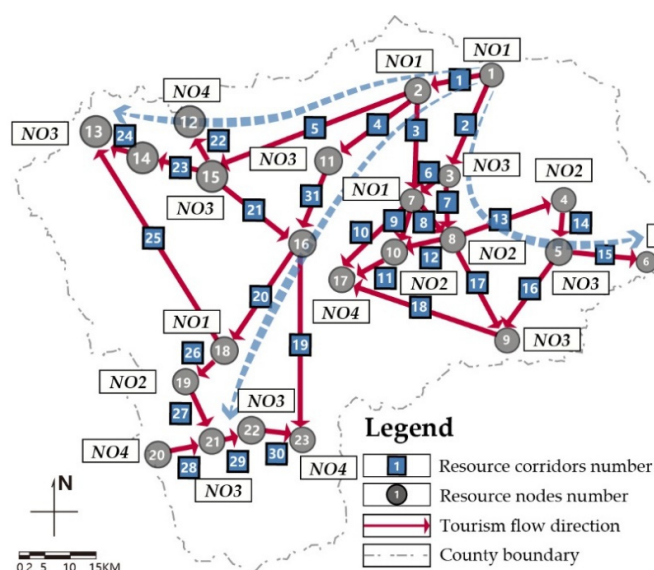 NO1
NO1
1
1
2
NO4
12
5
4
3
2
NO3
13
24
22
14
23
15
NO3
11
NO3
6
3
NO3
NO2
4
31
NO1
7
7
21
10
9
8
13
14
16
10
12
8
NO2
5
15
6
17
11
NO2
17
16
NO3
25
20
NO4
18
NO1
19
9
NO3
26
18
NO2
19
27
NO3
22
NO4
20
21
23
28
29
30
NO4
NO3
Legend
1 Resource corridors number
1 Resource nodes number
Tourism flow direction
County boundary
N
0 2 5 10 15KM